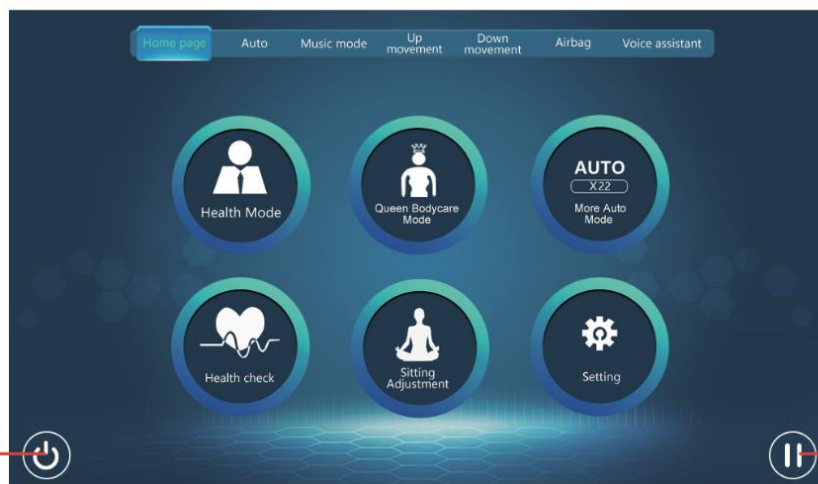 Home page
Auto
Music mode
Up
movement
Down
movement
Airbag
Voice assistant
Health Mode
Queen Bodycare
Mode
AUTO
X22
More Auto
Mode
Health check
Sitting
Adjustment
Setting